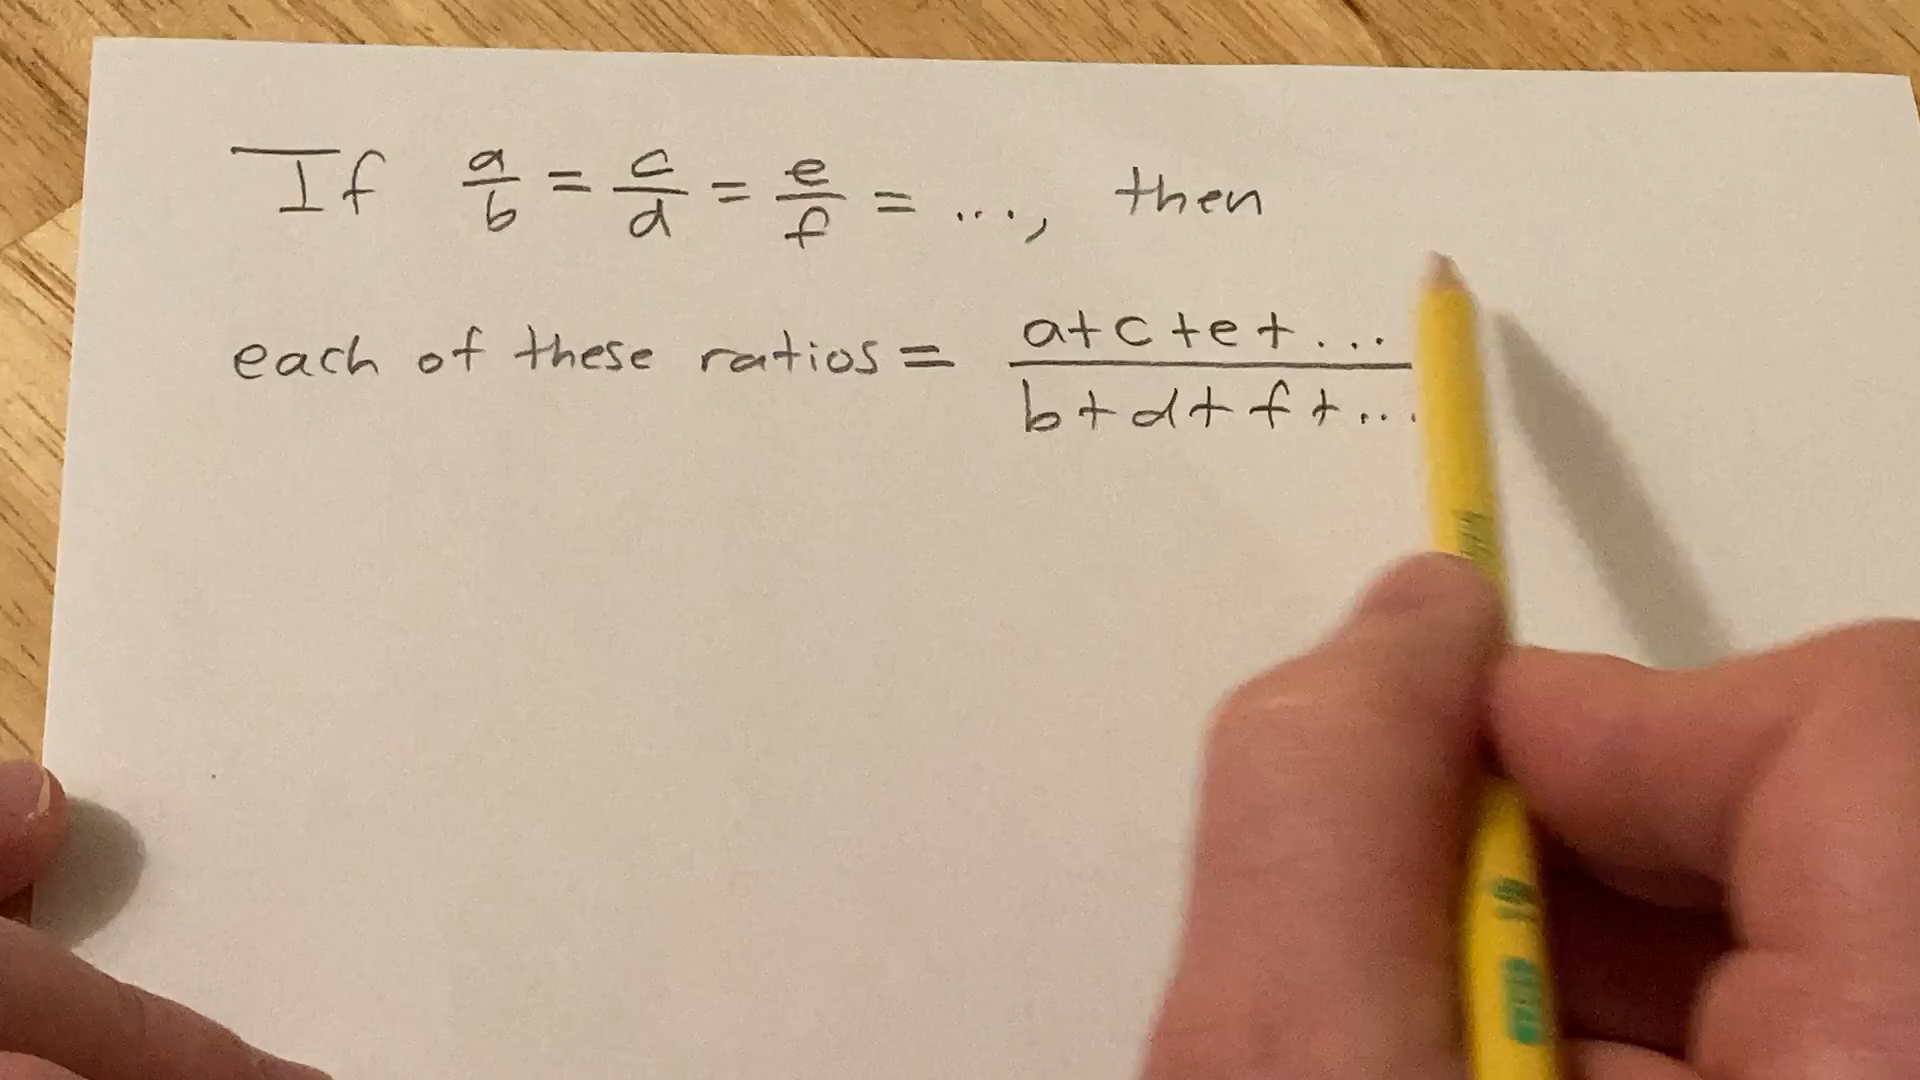 If a/b = c/d = e/f = ..., then
each of these ratios = a+c+e+.../b+d+f+...